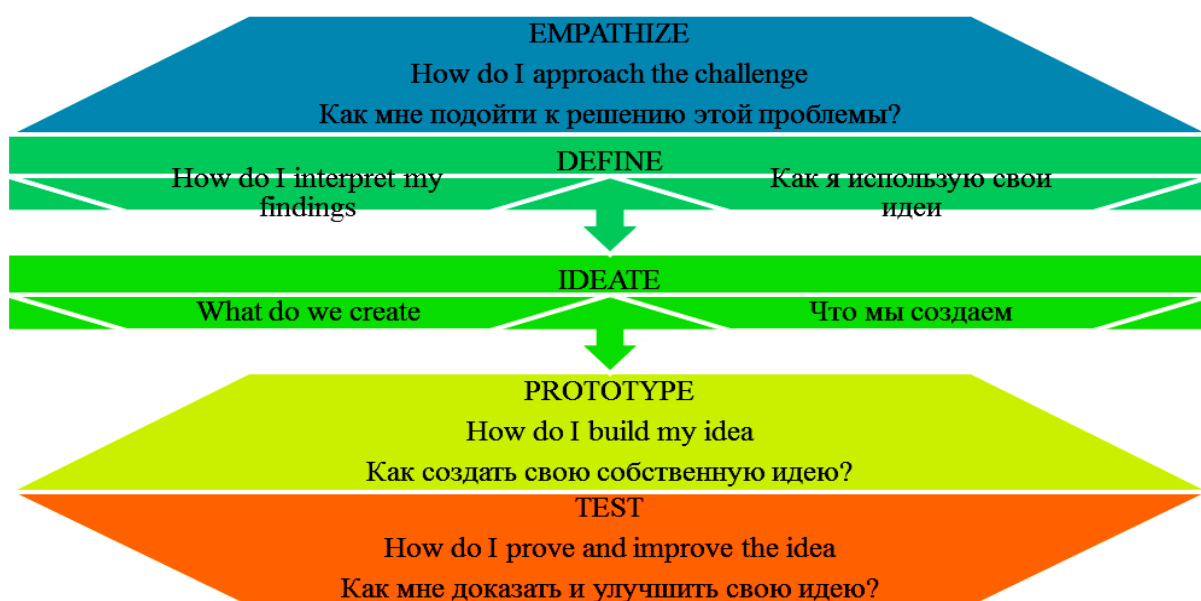 EMPATHIZE
How do I approach the challenge
Как мне подойти к решению этой проблемы?
DEFINE
How do I interpret my
findings
Как я использую свои
идеи
IDEATE
What do we create
Что мы создаем
PROTOTYPE
How do I build my idea
Как создать свою собственную идею?
TEST
How do I prove and improve the idea
Как мне доказать и улучшить свою идею?